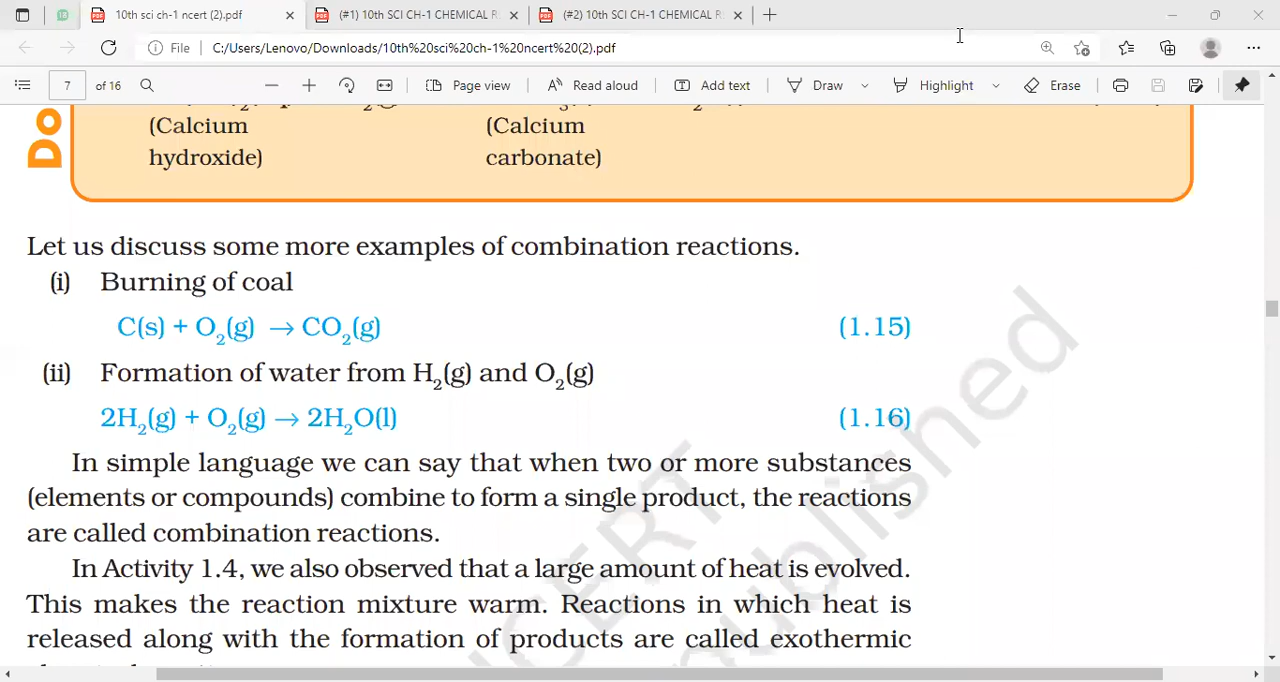 10th sci ch-1 ncert (2).pdf
(#1) 10th SCI CH-1 CHEMICAL R
(#2) 10th SCI CH-1 CHEMICAL R
File C:/Users/Lenovo/Downloads/10th%20sci%20ch-1%20ncert%20(2).pdf
7 of 16 Page view Read aloud Add text Draw Highlight Erase
Do
(Calcium (Calcium
hydroxide) carbonate)
Let us discuss some more examples of combination reactions.
(i) Burning of coal
C(s) + O₂(g) → CO₂(g) (1.15)
(ii) Formation of water from H₂(g) and O₂(g)
2H₂(g) + O₂(g) → 2H₂O(l) (1.16)
In simple language we can say that when two or more substances
(elements or compounds) combine to form a single product, the reactions
are called combination reactions.
In Activity 1.4, we also observed that a large amount of heat is evolved.
This makes the reaction mixture warm. Reactions in which heat is
released along with the formation of products are called exothermic
NCERT
published